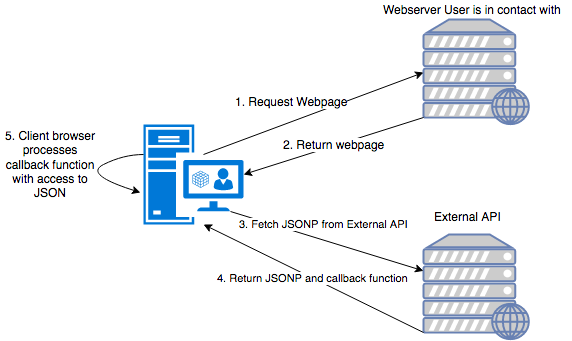 Webserver User is in contact with
1. Request Webpage
2. Return webpage
5. Client browser
processes
callback function
with access to
JSON
3. Fetch JSONP from External API
External API
4. Return JSONP and callback function